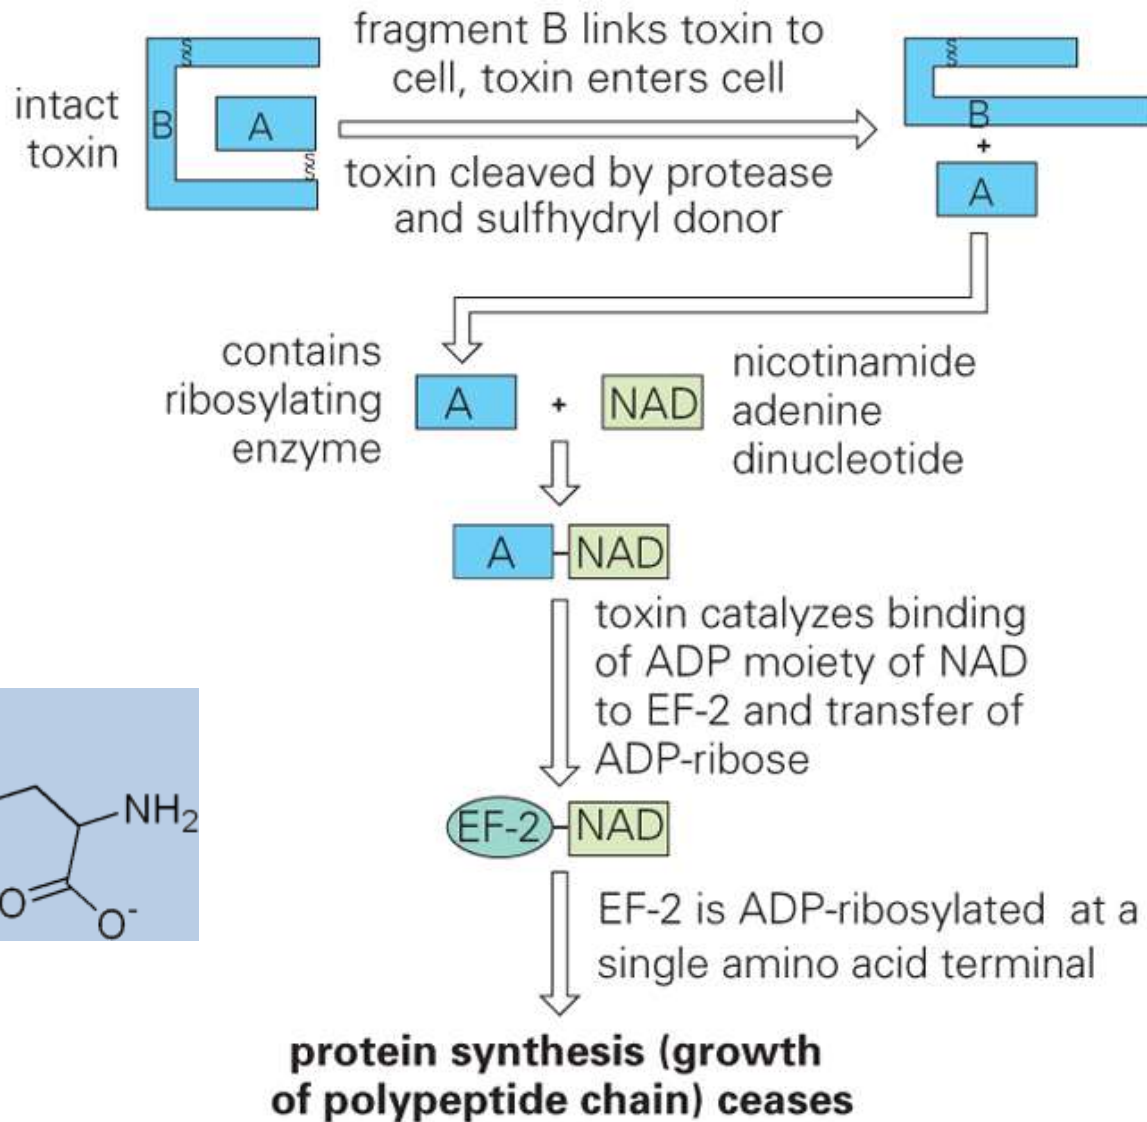 fragment B links toxin to
cell, toxin enters cell
intact
toxin
B
A
S
S
S
S
toxin cleaved by protease
and sulfhydryl donor
S
S
B
+
A
contains
ribosylating
enzyme
A
+
NAD
nicotinamide
adenine
dinucleotide
A
NAD
toxin catalyzes binding
of ADP moiety of NAD
to EF-2 and transfer of
ADP-ribose
NH₂
O
O⁻
EF-2
NAD
EF-2 is ADP-ribosylated at a
single amino acid terminal
protein synthesis (growth
of polypeptide chain) ceases